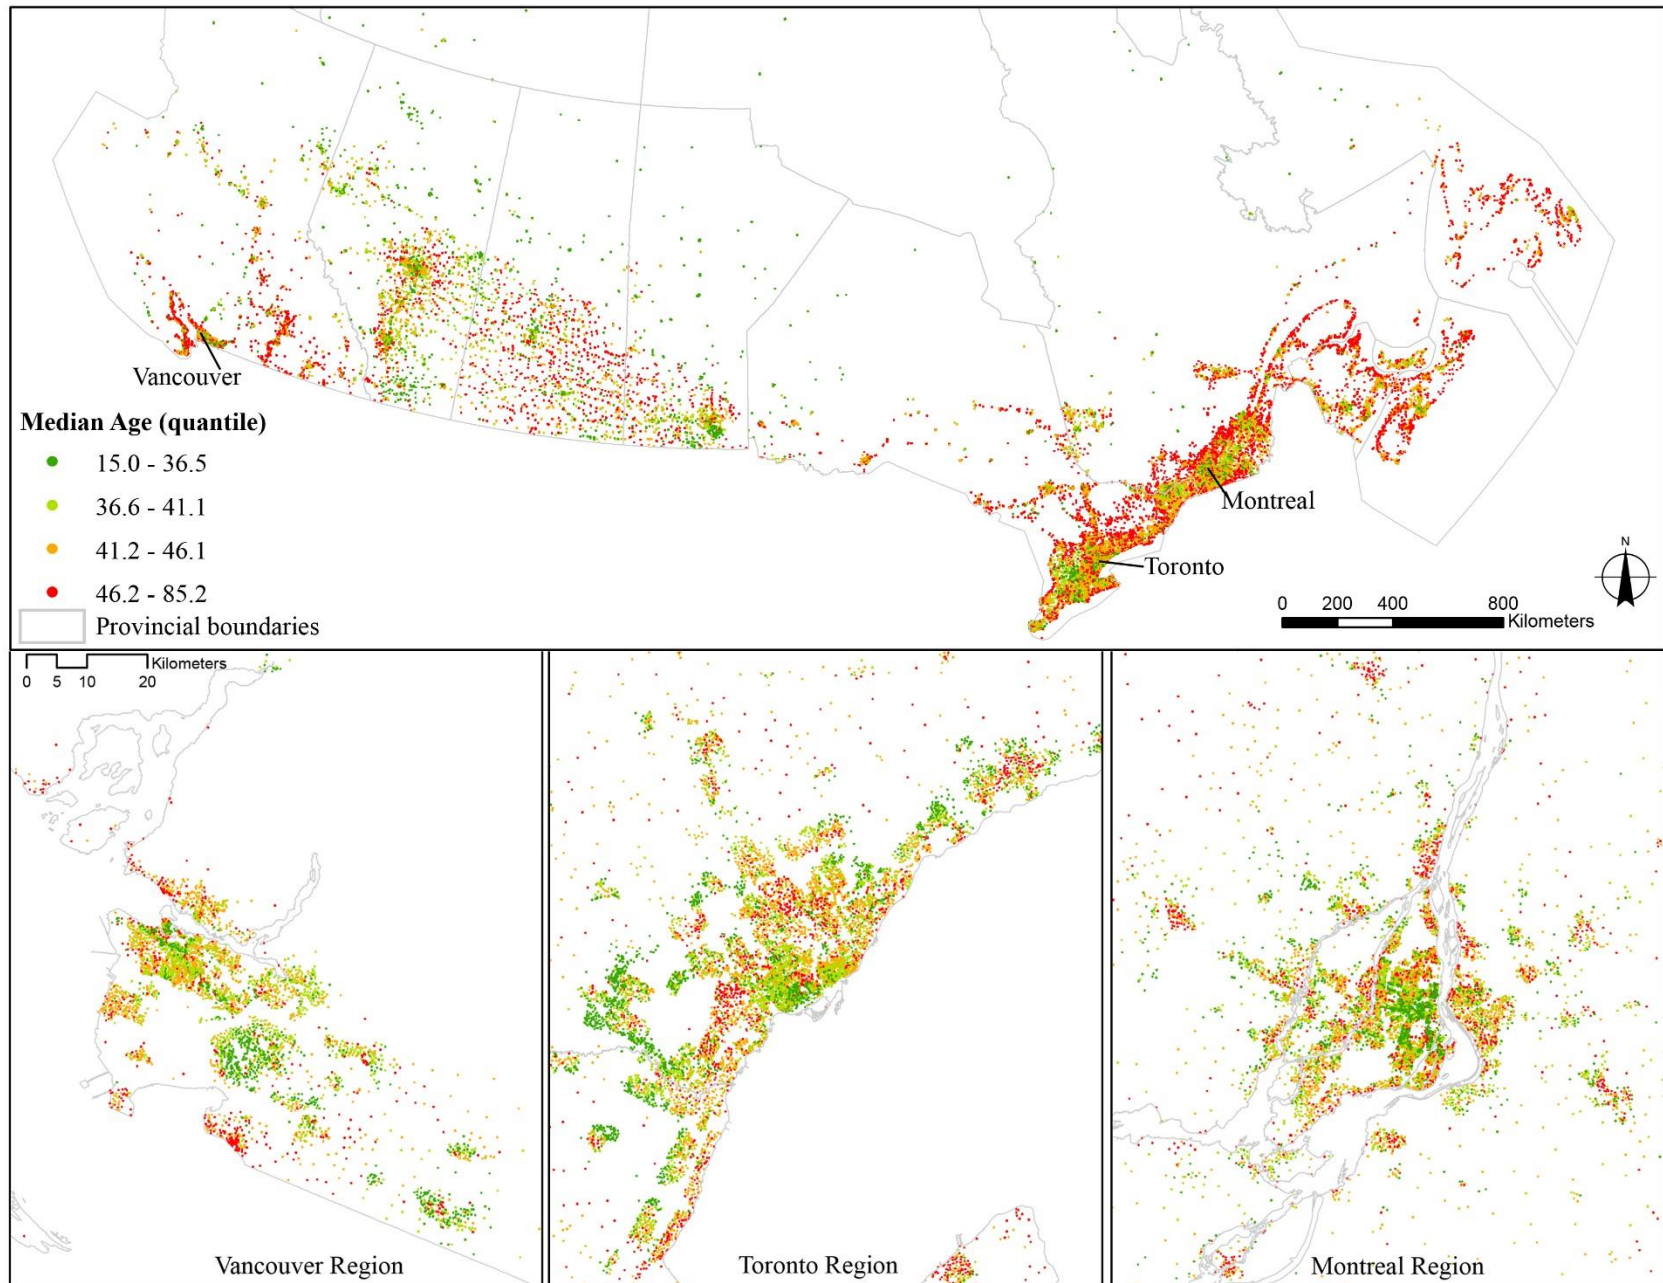 Vancouver
Montreal
Toronto
Median Age (quantile)
15.0 - 36.5
36.6 - 41.1
41.2 - 46.1
46.2 - 85.2
Provincial boundaries
N
0 200 400 800
Kilometers
Kilometers
0 5 10 20
Vancouver Region
Toronto Region
Montreal Region